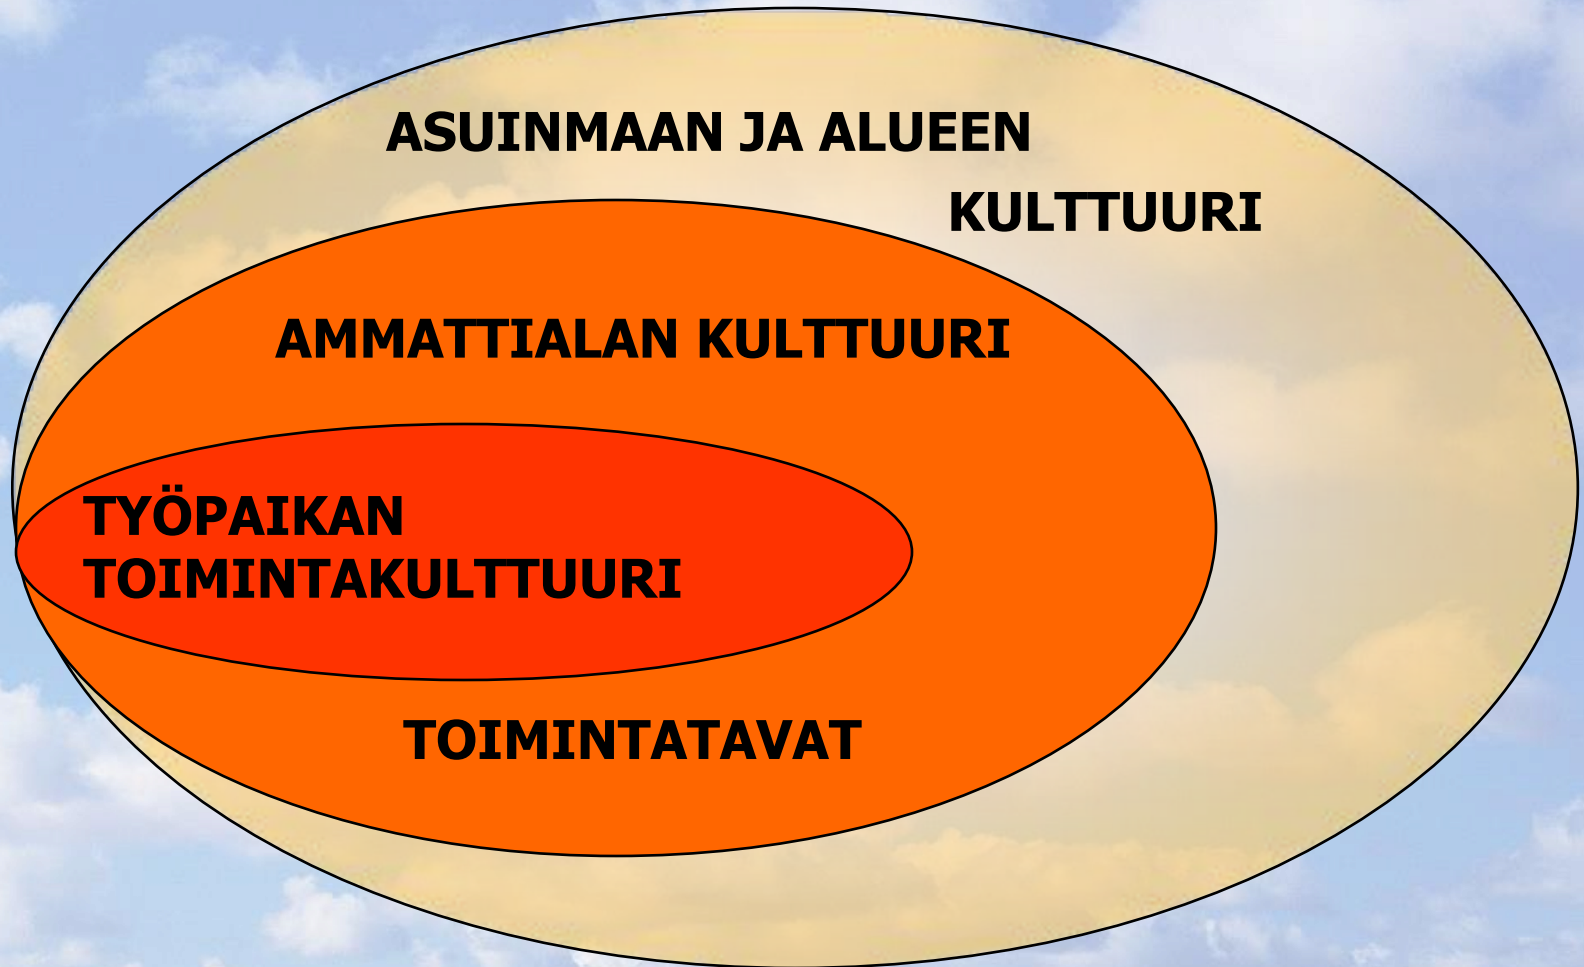 ASUINMAAN JA ALUEEN
KULTTUURI
AMMATTIALAN KULTTUURI
TYÖPAIKAN
TOIMINTAKULTTUURI
TOIMINTATAVAT